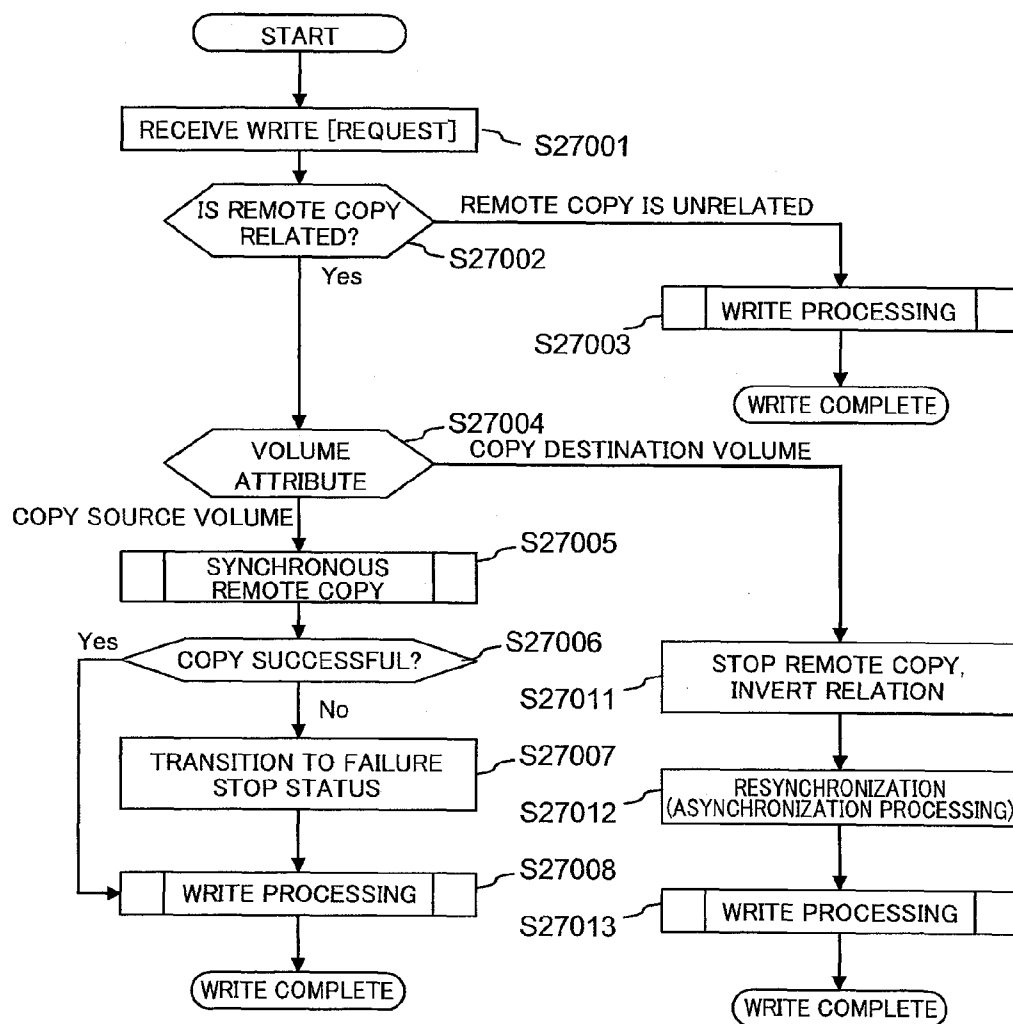 START
RECEIVE WRITE [REQUEST]
S27001
IS REMOTE COPY
RELATED?
REMOTE COPY IS UNRELATED
S27002
Yes
WRITE PROCESSING
S27003
WRITE COMPLETE
S27004
VOLUME
ATTRIBUTE
COPY DESTINATION VOLUME
COPY SOURCE VOLUME
S27005
SYNCHRONOUS
REMOTE COPY
Yes
S27006
COPY SUCCESSFUL?
No
S27007
TRANSITION TO FAILURE
STOP STATUS
S27008
WRITE PROCESSING
WRITE COMPLETE
STOP REMOTE COPY,
INVERT RELATION
S27011
RESYNCHRONIZATION
(ASYNCHRONIZATION PROCESSING)
S27012
WRITE PROCESSING
S27013
WRITE COMPLETE